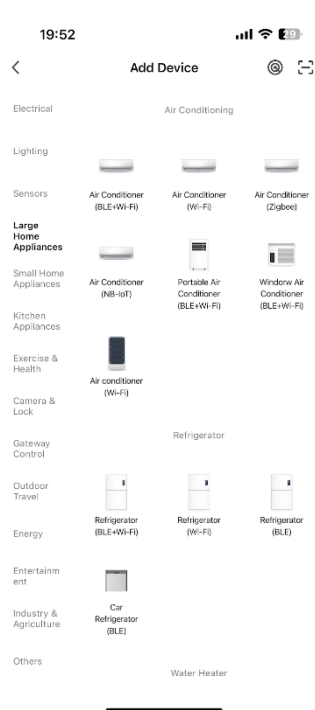 19:52
29
Add Device
Electrical
Lighting
Sensors
Large
Home
Appliances
Small Home
Appliances
Kitchen
Appliances
Exercise &
Health
Camera &
Lock
Gateway
Control
Outdoor
Travel
Energy
Entertainm
ent
Industry &
Agriculture
Others
Air Conditioning
Air Conditioner
(BLE+Wi-Fi)
Air Conditioner
(Wi-Fi)
Air Conditioner
(Zigbee)
Air Conditioner
(NB-IoT)
Portable Air
Conditioner
(BLE+Wi-Fi)
Windorw Air
Conditioner
(BLE+Wi-Fi)
Air conditioner
(Wi-Fi)
Refrigerator
Refrigerator
(BLE+Wi-Fi)
Refrigerator
(Wi-Fi)
Refrigerator
(BLE)
Car
Refrigerator
(BLE)
Water Heater